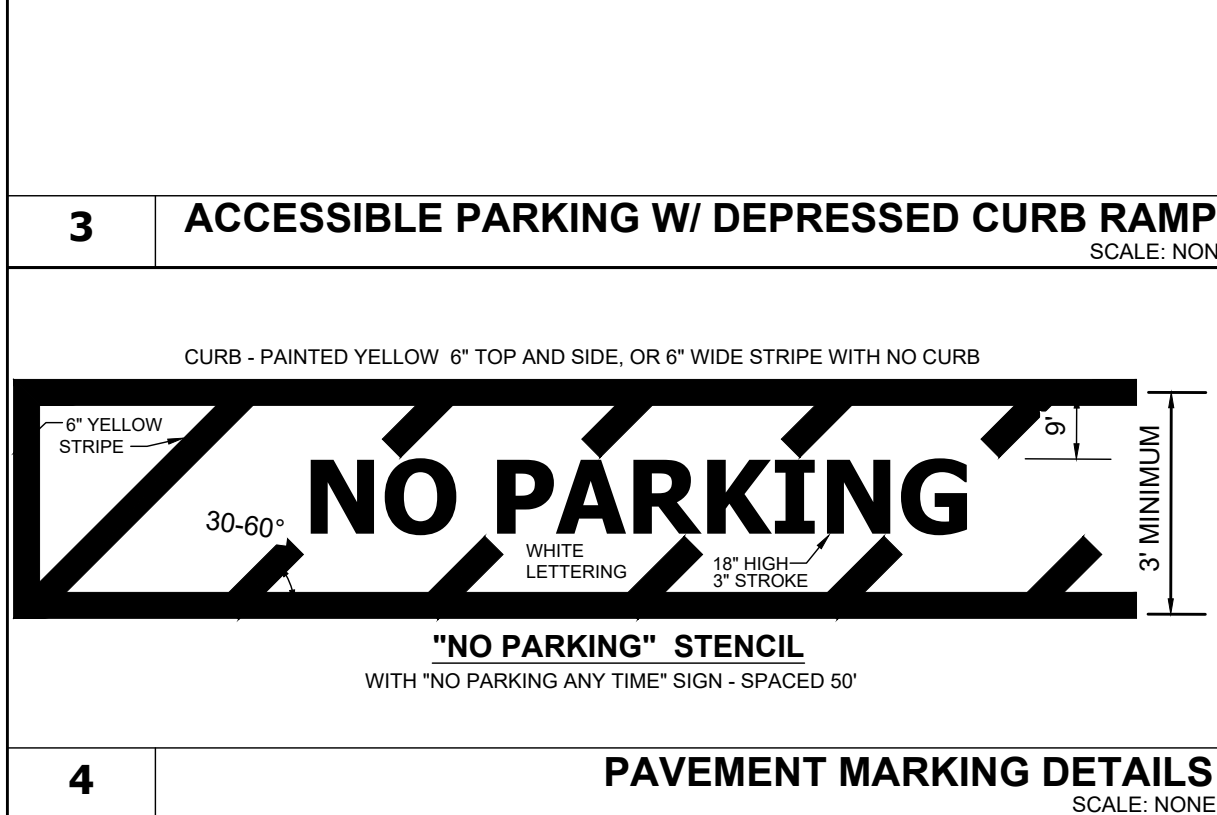 3
ACCESSIBLE PARKING W/ DEPRESSED CURB RAMP
SCALE: NON
CURB - PAINTED YELLOW 6" TOP AND SIDE, OR 6" WIDE STRIPE WITH NO CURB
6" YELLOW
STRIPE
9'
NO PARKING
3' MINIMUM
30-60°
WHITE
LETTERING
18" HIGH
3" STROKE
"NO PARKING" STENCIL
WITH "NO PARKING ANY TIME" SIGN - SPACED 50'
4
PAVEMENT MARKING DETAILS
SCALE: NONE